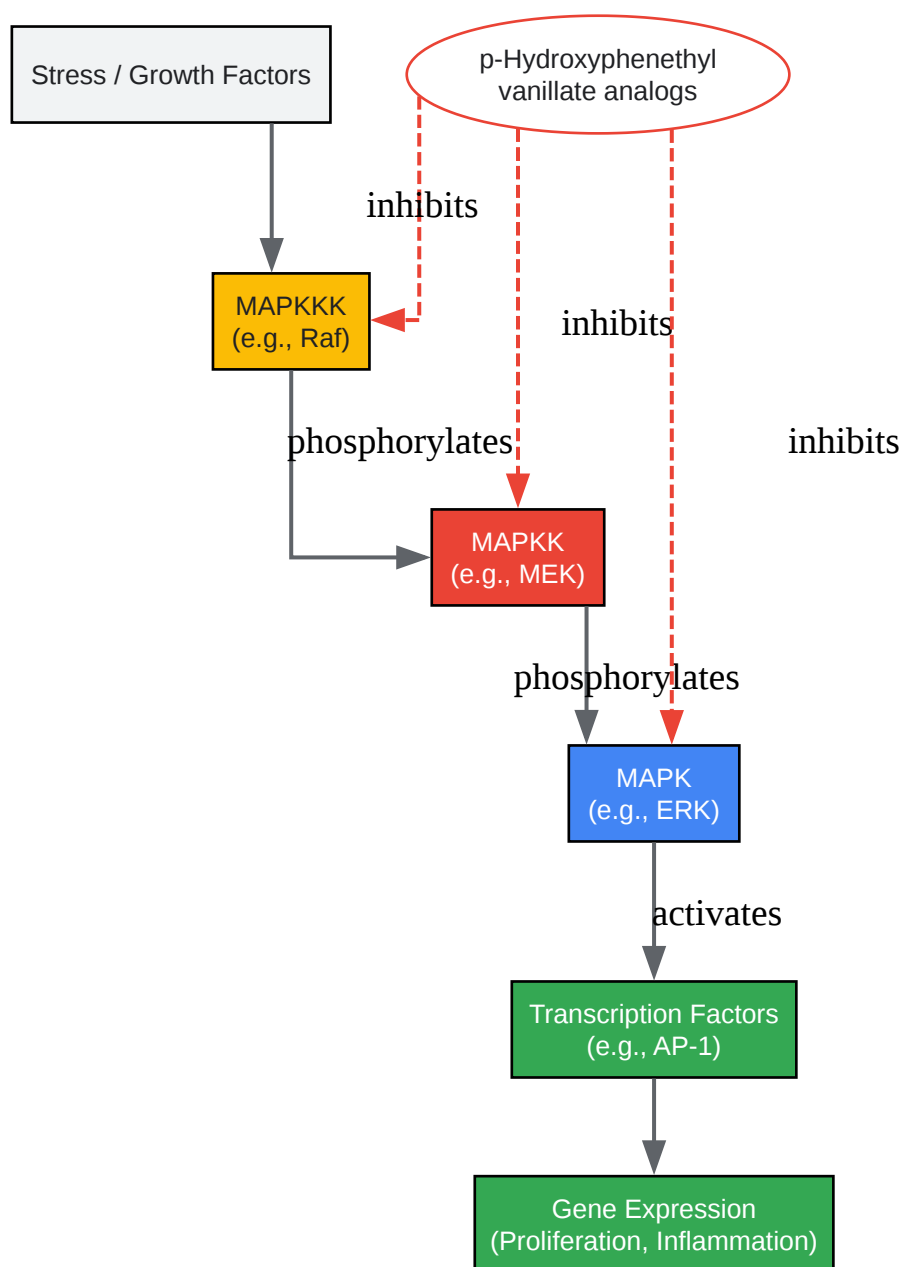 Stress / Growth Factors
p-Hydroxyphenethyl
vanillate analogs
inhibits
MAPKKK
(e.g., Raf)
inhibits
phosphorylates
inhibits
MAPKK
(e.g., MEK)
phosphorylates
MAPK
(e.g., ERK)
activates
Transcription Factors
(e.g., AP-1)
Gene Expression
(Proliferation, Inflammation)